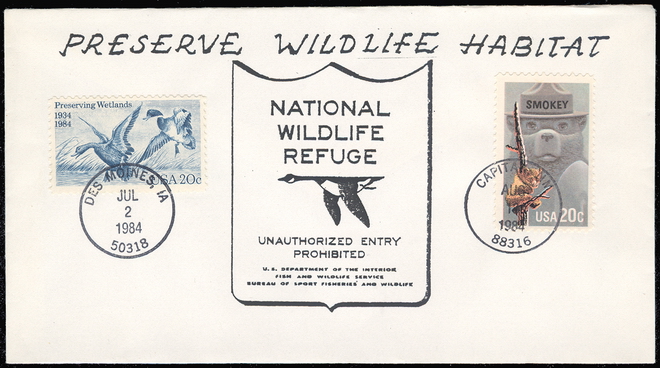 PRESERVE WILDLIFE HABITAT
Preserving Wetlands
1934
1984
USA 20c
DES MOINES, IA
JUL
2
1984
50318
NATIONAL
WILDLIFE
REFUGE
UNAUTHORIZED ENTRY
PROHIBITED
U.S. DEPARTMENT OF THE INTERIOR
FISH AND WILDLIFE SERVICE
BUREAU OF SPORT FISHERIES AND WILDLIFE
SMOKEY
USA 20c
AUG
1984
88316